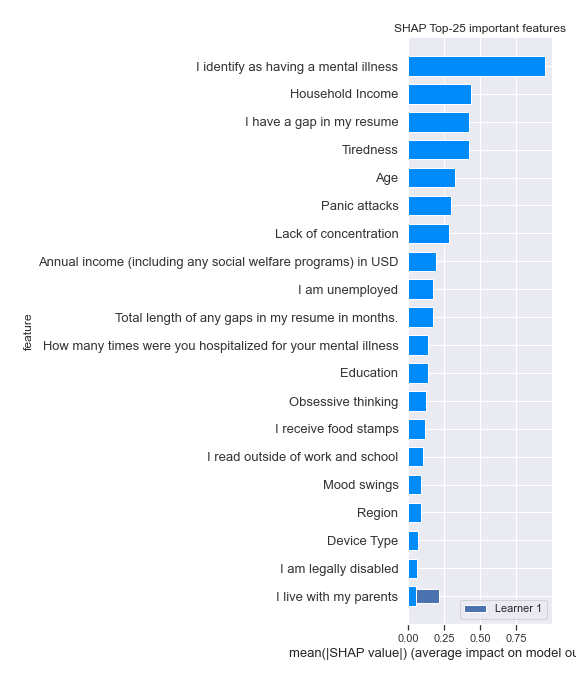 SHAP Top-25 important features
I identify as having a mental illness
Household Income
I have a gap in my resume
Tiredness
Age
Panic attacks
Lack of concentration
Annual income (including any social welfare programs) in USD
I am unemployed
Total length of any gaps in my resume in months.
How many times were you hospitalized for your mental illness
Education
Obsessive thinking
I receive food stamps
I read outside of work and school
Mood swings
Region
Device Type
I am legally disabled
I live with my parents
feature
Learner 1
0.00 0.25 0.50 0.75
mean(|SHAP value|) (average impact on model ou